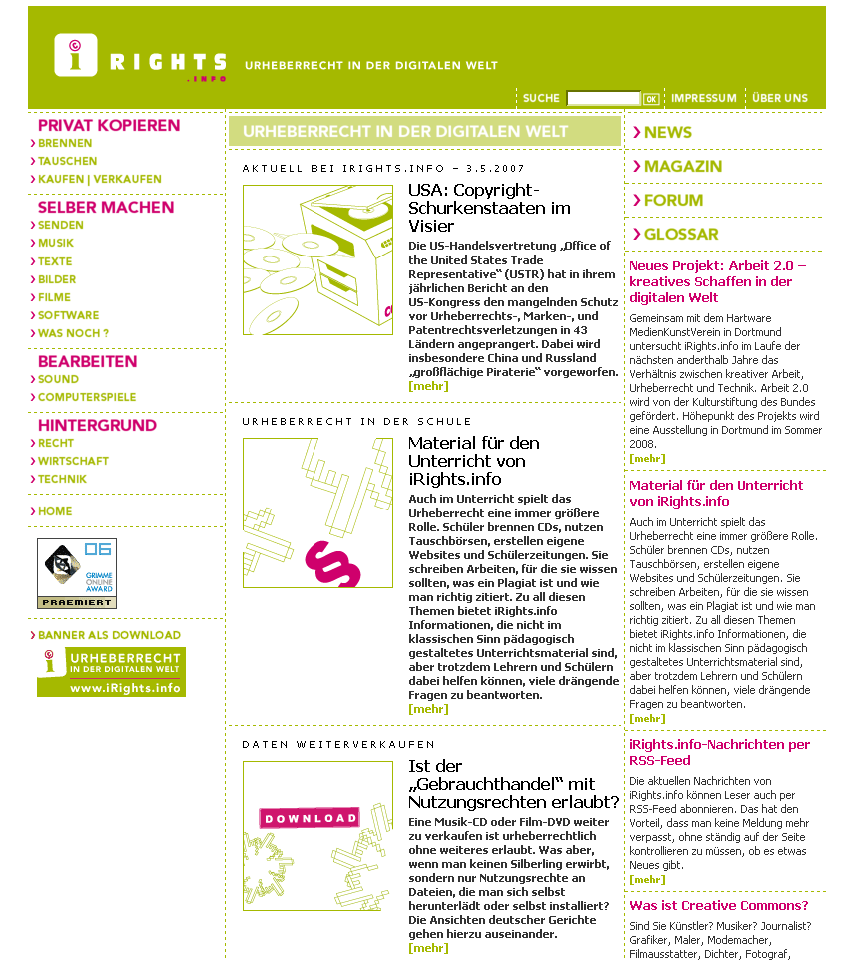 i RIGHTS
.INFO
URHEBERRECHT IN DER DIGITALEN WELT
SUCHE OK IMPRESSUM ÜBER UNS
PRIVAT KOPIEREN
BRENNEN
TAUSCHEN
KAUFEN | VERKAUFEN
SELBER MACHEN
SENDEN
MUSIK
TEXTE
BILDER
FILME
SOFTWARE
WAS NOCH ?
BEARBEITEN
SOUND
COMPUTERSPIELE
HINTERGRUND
RECHT
WIRTSCHAFT
TECHNIK
HOME
06
GRIMME
ONLINE
AWARD
PRAEMIERT
BANNER ALS DOWNLOAD
i URHEBERRECHT
IN DER DIGITALEN WELT
www.iRights.info
URHEBERRECHT IN DER DIGITALEN WELT
AKTUELL BEI IRIGHTS.INFO – 3.5.2007
USA: Copyright-
Schurkenstaaten im
Visier
Die US-Handelsvertretung „Office of
the United States Trade
Representative“ (USTR) hat in ihrem
jährlichen Bericht an den
US-Kongress den mangelnden Schutz
vor Urheberrechts-, Marken-, und
Patentrechtsverletzungen in 43
Ländern angeprangert. Dabei wird
insbesondere China und Russland
„großflächige Piraterie“ vorgeworfen.
[mehr]
URHEBERRECHT IN DER SCHULE
§
Material für den
Unterricht von
iRights.info
Auch im Unterricht spielt das
Urheberrecht eine immer größere
Rolle. Schüler brennen CDs, nutzen
Tauschbörsen, erstellen eigene
Websites und Schülerzeitungen. Sie
schreiben Arbeiten, für die sie wissen
sollten, was ein Plagiat ist und wie
man richtig zitiert. Zu all diesen
Themen bietet iRights.info
Informationen, die nicht im
klassischen Sinn pädagogisch
gestaltetes Unterrichtsmaterial sind,
aber trotzdem Lehrern und Schülern
dabei helfen können, viele drängende
Fragen zu beantworten.
[mehr]
DATEN WEITERVERKAUFEN
DOWNLOAD
Ist der
„Gebrauchthandel“ mit
Nutzungsrechten erlaubt?
Eine Musik-CD oder Film-DVD weiter
zu verkaufen ist urheberrechtlich
ohne weiteres erlaubt. Was aber,
wenn man keinen Silberling erwirbt,
sondern nur Nutzungsrechte an
Dateien, die man sich selbst
herunterlädt oder selbst installiert?
Die Ansichten deutscher Gerichte
gehen hierzu auseinander.
[mehr]
NEWS
MAGAZIN
FORUM
GLOSSAR
Neues Projekt: Arbeit 2.0 –
kreatives Schaffen in der
digitalen Welt
Gemeinsam mit dem Hartware
MedienKunstVerein in Dortmund
untersucht iRights.info im Laufe der
nächsten anderthalb Jahre das
Verhältnis zwischen kreativer Arbeit,
Urheberrecht und Technik. Arbeit 2.0
wird von der Kulturstiftung des Bundes
gefördert. Höhepunkt des Projekts wird
eine Ausstellung in Dortmund im Sommer
2008.
[mehr]
Material für den Unterricht
von iRights.info
Auch im Unterricht spielt das
Urheberrecht eine immer größere Rolle.
Schüler brennen CDs, nutzen
Tauschbörsen, erstellen eigene
Websites und Schülerzeitungen. Sie
schreiben Arbeiten, für die sie wissen
sollten, was ein Plagiat ist und wie man
richtig zitiert. Zu all diesen Themen
bietet iRights.info Informationen, die
nicht im klassischen Sinn pädagogisch
gestaltetes Unterrichtsmaterial sind,
aber trotzdem Lehrern und Schülern
dabei helfen können, viele drängende
Fragen zu beantworten.
[mehr]
iRights.info-Nachrichten per
RSS-Feed
Die aktuellen Nachrichten von
iRights.info können Leser auch per
RSS-Feed abonnieren. Das hat den
Vorteil, dass man keine Meldung mehr
verpasst, ohne ständig auf der Seite
kontrollieren zu müssen, ob es etwas
Neues gibt.
[mehr]
Was ist Creative Commons?
Sind Sie Künstler? Musiker? Journalist?
Grafiker, Maler, Modemacher,
Filmausstatter, Dichter, Fotograf,